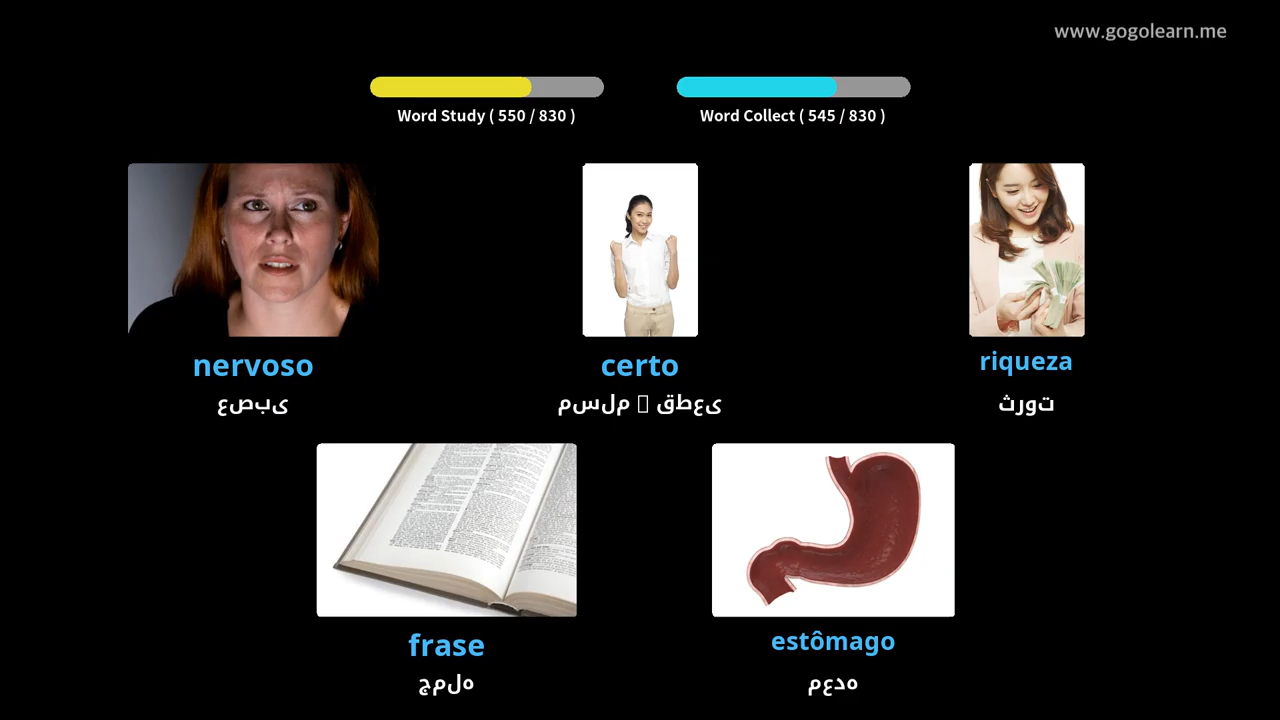 www.gogolearn.me
Word Study ( 550 / 830 )
Word Collect ( 545 / 830 )
nervoso
عصبی
certo
مسلم قطعی
riqueza
ثروت
frase
جمله
estômago
معده